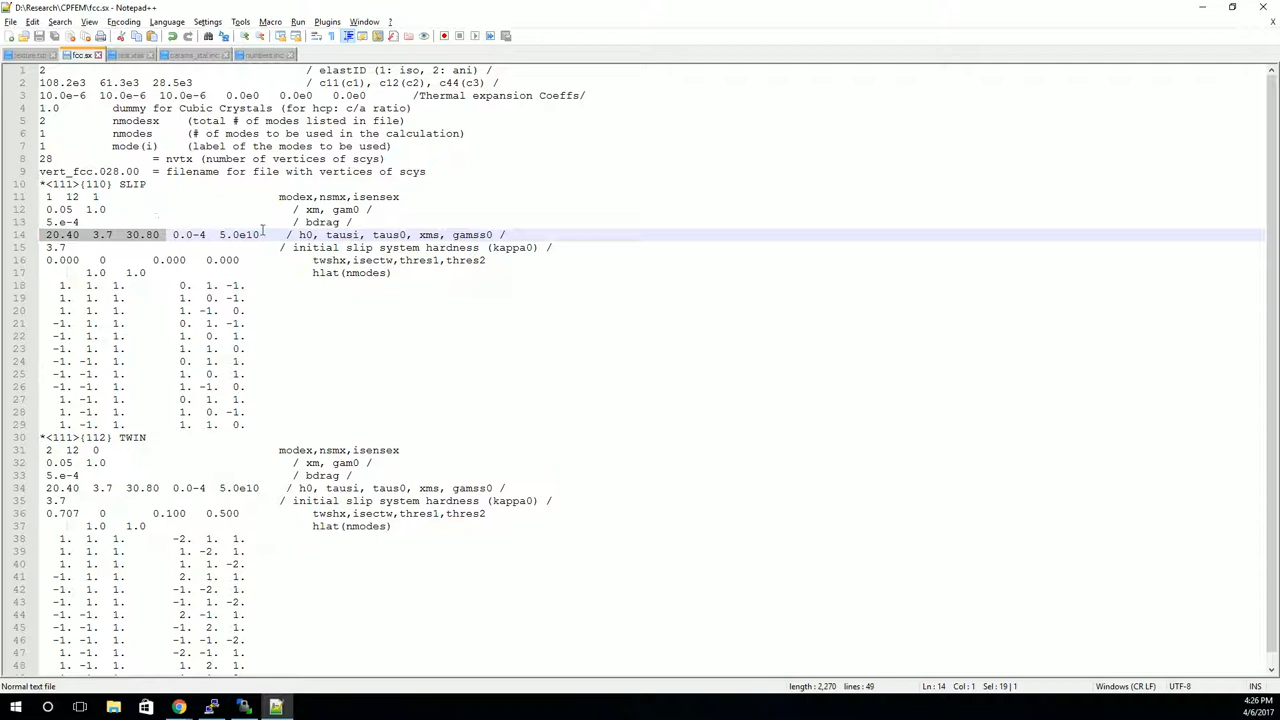 D:\Research\CPFEM\fcc.sx - Notepad++
File Edit Search View Encoding Language Settings Tools Macro Run Plugins Window ?
texture.txt fcc.sx params_xtal.inc numbers.inc
1 2 / elastID (1: iso, 2: ani) /
2 108.2e3 61.3e3 28.5e3 / c11(c1), c12(c2), c44(c3) /
3 10.0e-6 10.0e-6 10.0e-6 0.0e0 0.0e0 0.0e0 /Thermal expansion Coeffs/
4 1.0 dummy for Cubic Crystals (for hcp: c/a ratio)
5 2 nmodesx (total # of modes listed in file)
6 1 nmodes (# of modes to be used in the calculation)
7 1 mode(i) (label of the modes to be used)
8 28 = nvtx (number of vertices of scys)
9 vert_fcc.028.00 = filename for file with vertices of scys
10 *<111>{110} SLIP
11 1 12 1 modex,nsmx,isensex
12 0.05 1.0 / xm, gam0 /
13 5.e-4 / bdrag /
14 20.40 3.7 30.80 0.0-4 5.0e10 / h0, tausi, taus0, xms, gamss0 /
15 3.7 / initial slip system hardness (kappa0) /
16 0.000 0 0.000 0.000 twshx,isectw,thres1,thres2
17 1.0 1.0 hlat(nmodes)
18 1. 1. 1. 0. 1. -1.
19 1. 1. 1. 1. 0. -1.
20 1. 1. 1. 1. -1. 0.
21 -1. 1. 1. 0. 1. -1.
22 -1. 1. 1. 1. 0. 1.
23 -1. 1. 1. 1. 1. 0.
24 -1. -1. 1. 0. 1. 1.
25 -1. -1. 1. 1. 0. 1.
26 -1. -1. 1. 1. -1. 0.
27 1. -1. 1. 0. 1. 1.
28 1. -1. 1. 1. 0. -1.
29 1. -1. 1. 1. 1. 0.
30 *<111>{112} TWIN
31 2 12 0 modex,nsmx,isensex
32 0.05 1.0 / xm, gam0 /
33 5.e-4 / bdrag /
34 20.40 3.7 30.80 0.0-4 5.0e10 / h0, tausi, taus0, xms, gamss0 /
35 3.7 / initial slip system hardness (kappa0) /
36 0.707 0 0.100 0.500 twshx,isectw,thres1,thres2
37 1.0 1.0 hlat(nmodes)
38 1. 1. 1. -2. 1. 1.
39 1. 1. 1. 1. -2. 1.
40 1. 1. 1. 1. 1. -2.
41 -1. 1. 1. 2. 1. 1.
42 -1. 1. 1. -1. -2. 1.
43 -1. 1. 1. -1. 1. -2.
44 -1. -1. 1. 2. -1. 1.
45 -1. -1. 1. -1. 2. 1.
46 -1. -1. 1. -1. -1. -2.
47 1. -1. 1. -2. -1. 1.
48 1. -1. 1. 1. 2. 1.
Normal text file length : 2,270 lines : 49 Ln : 14 Col : 1 Sel : 19 | 1 Windows (CR LF) UTF-8 INS
4:26 PM
4/6/2017